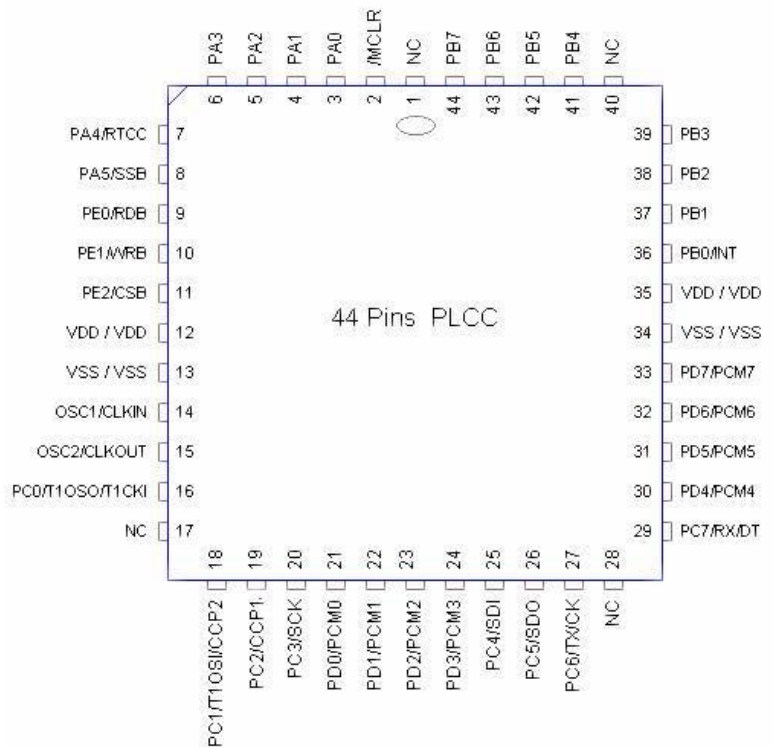 PA3
PA2
PA1
PA0
/MCLR
NC
PB7
PB6
PB5
PB4
NC
6
5
4
3
2
1
44
43
42
41
40
PA4/RTCC 7
PA5/SSB 8
PE0/RDB 9
PE1/WRB 10
PE2/CSB 11
VDD / VDD 12
VSS / VSS 13
OSC1/CLKIN 14
OSC2/CLKOUT 15
PC0/T1OSO/T1CKI 16
NC 17
44 Pins PLCC
39 PB3
38 PB2
37 PB1
36 PB0/INT
35 VDD / VDD
34 VSS / VSS
33 PD7/PCM7
32 PD6/PCM6
31 PD5/PCM5
30 PD4/PCM4
29 PC7/RX/DT
18
19
20
21
22
23
24
25
26
27
28
PC1/T1OSI/CCP2
PC2/CCP1
PC3/SCK
PD0/PCM0
PD1/PCM1
PD2/PCM2
PD3/PCM3
PC4/SDI
PC5/SDO
PC6/TX/CK
NC